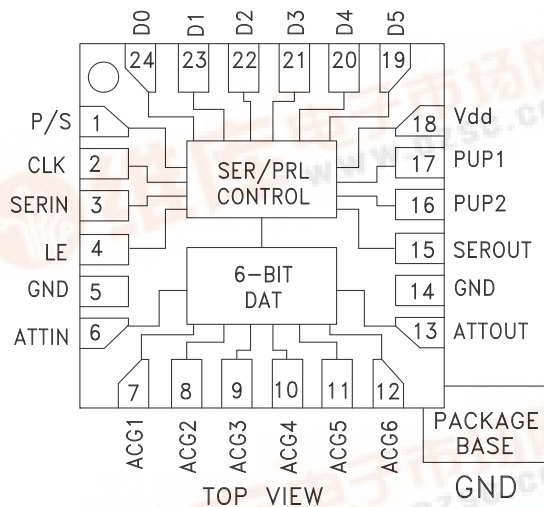 D0 D1 D2 D3 D4 D5
24 23 22 21 20 19
P/S 1 18 Vdd
CLK 2 17 PUP1
SER/PRL
CONTROL
SERIN 3 16 PUP2
LE 4 15 SEROUT
GND 5 14 GND
6-BIT
DAT
ATTIN 6 13 ATTOUT
7 8 9 10 11 12
ACG1 ACG2 ACG3 ACG4 ACG5 ACG6
PACKAGE
BASE
TOP VIEW GND